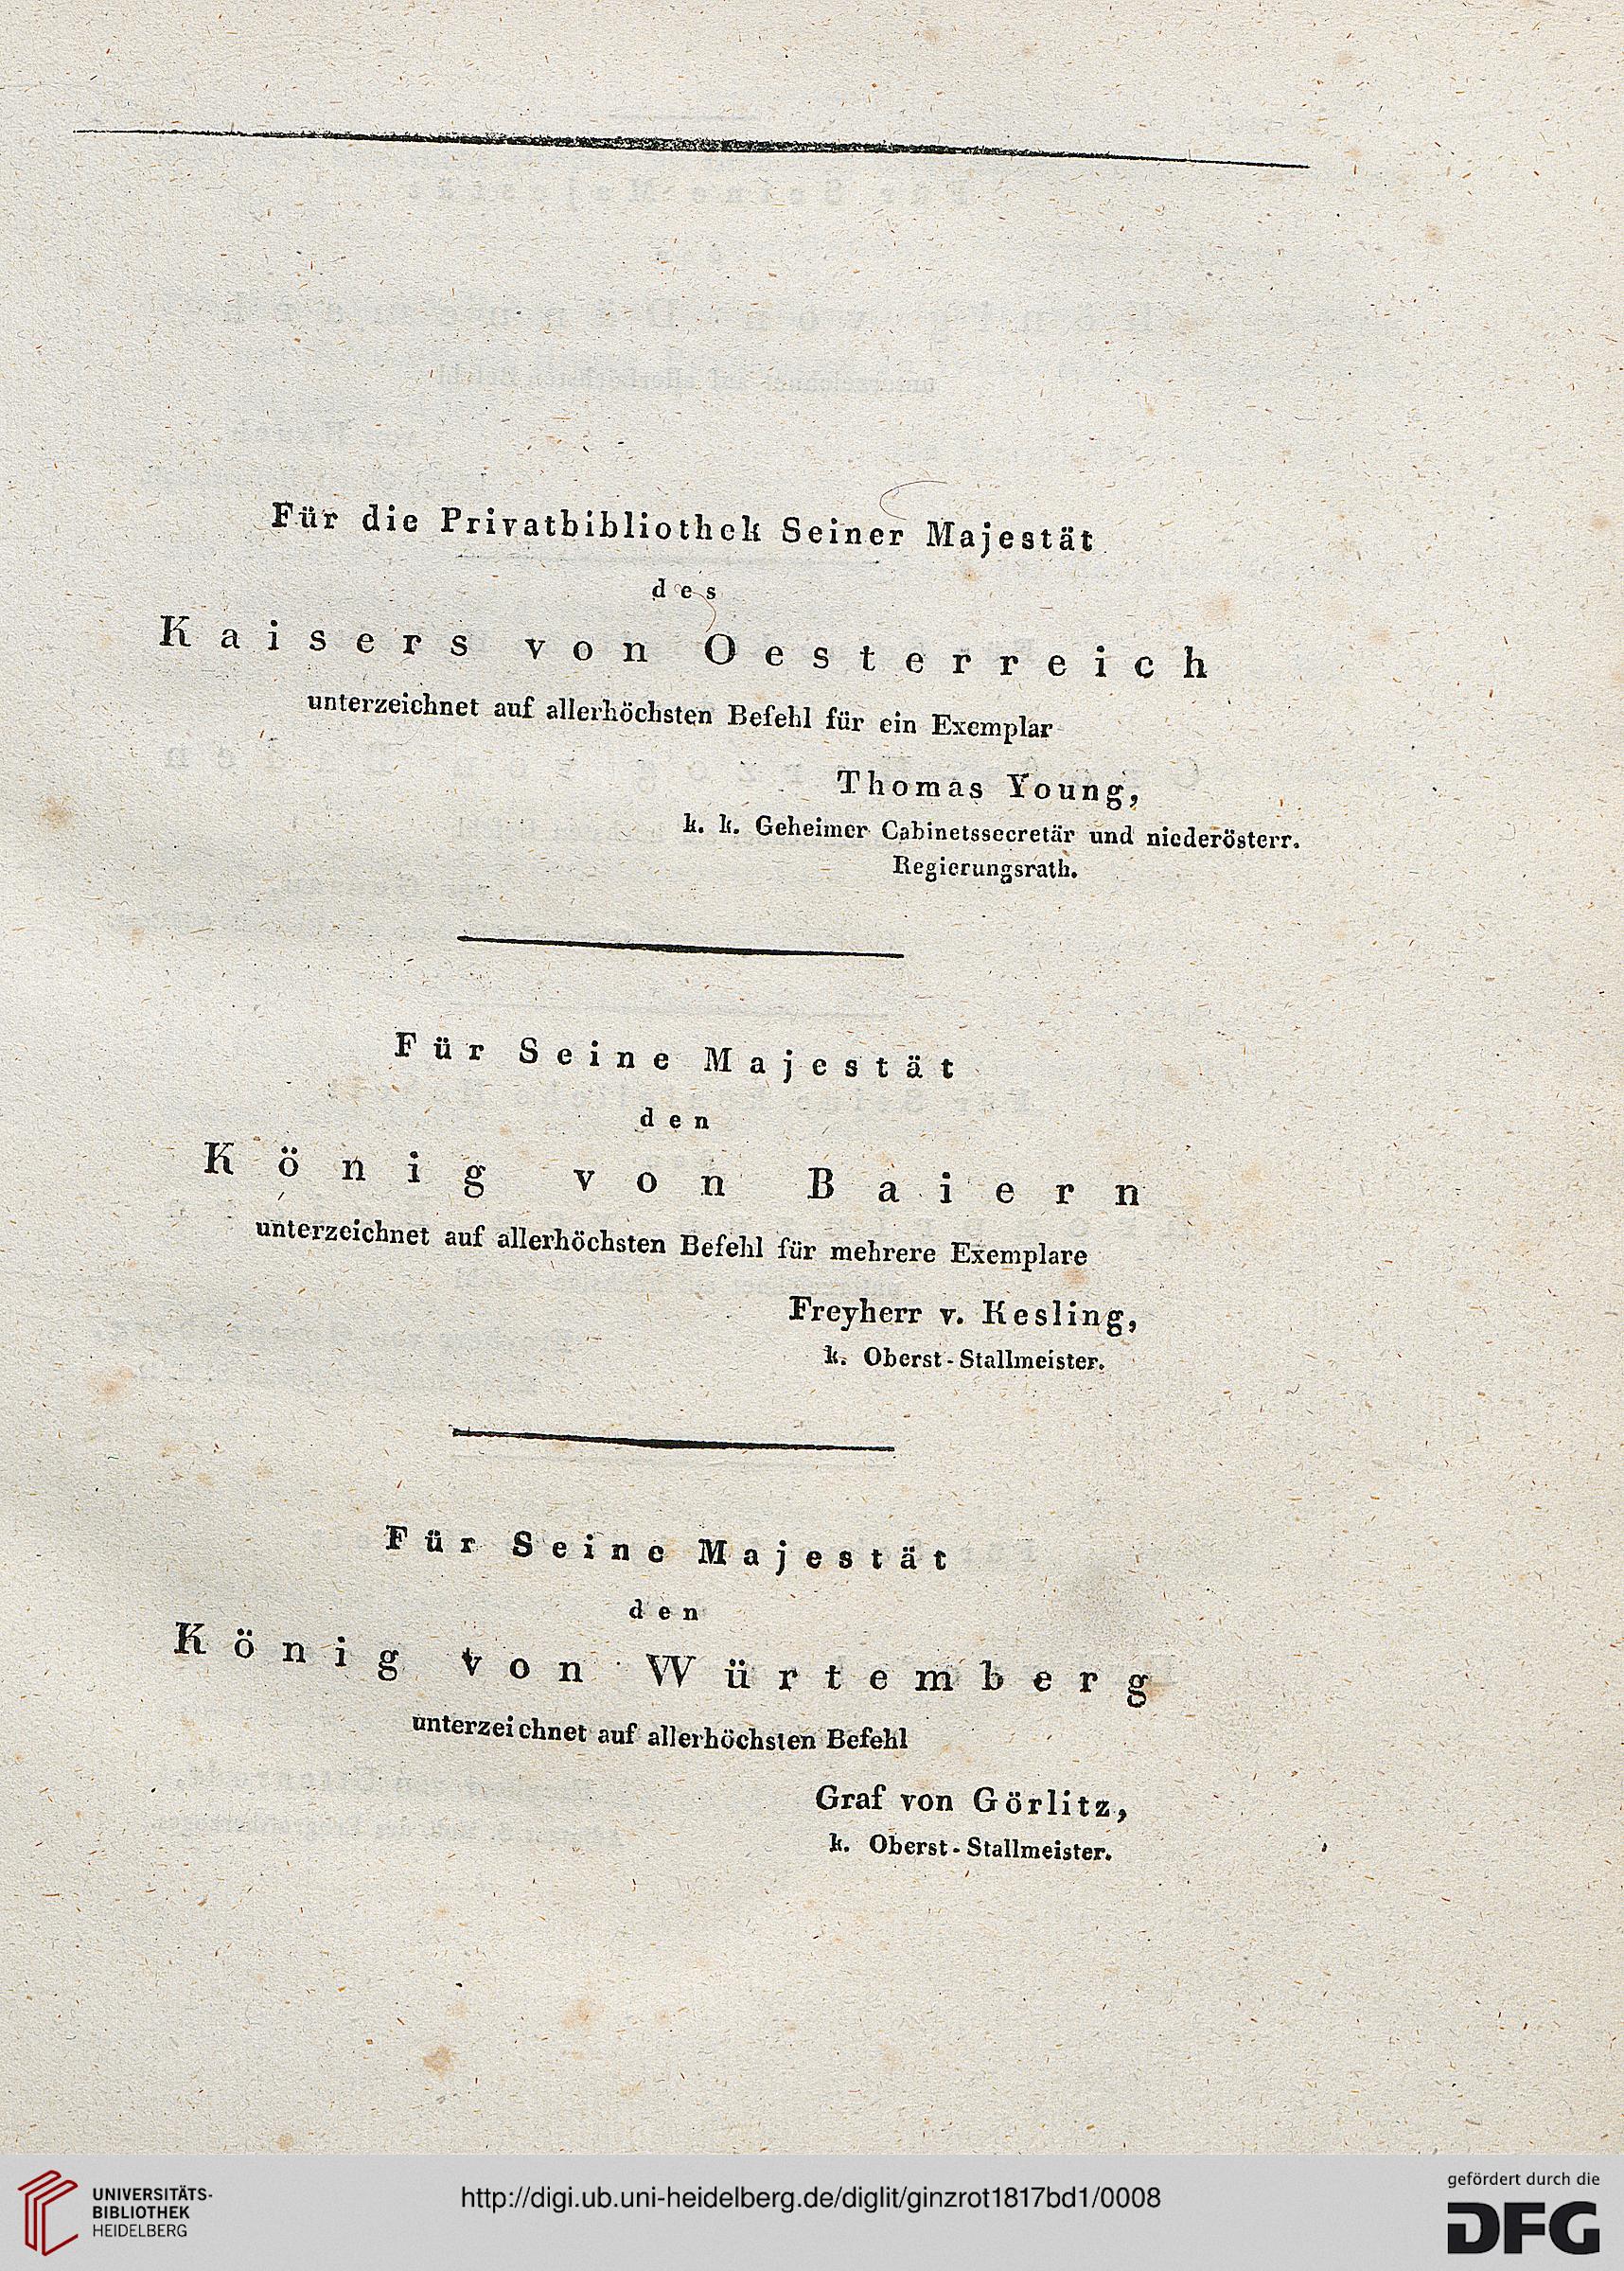 Für die Privatbibliothek Seiner Majestät
des
Kaisers von Oesterreich
unterzeichnet auf allerhöchsten Befehl für ein Exemplar
Thomas Young,
k. k. Geheimer Cabinetssecretär und niederösterr.
Regierungsrath.
Für Seine Majestät
den
König von Baiern
unterzeichnet auf allerhöchsten Befehl für mehrere Exemplare
Freyherr v. Kesling,
k. Oberst-Stallmeister.
Für Seine Majestät
den
König von Würtemberg
unterzeichnet auf allerhöchsten Befehl
Graf von Görlitz,
k. Oberst-Stallmeister.
UNIVERSITÄTS-
BIBLIOTHEK
HEIDELBERG
http://digi.ub.uni-heidelberg.de/diglit/ginzrot1817bd1/0008
gefördert durch die
DFG